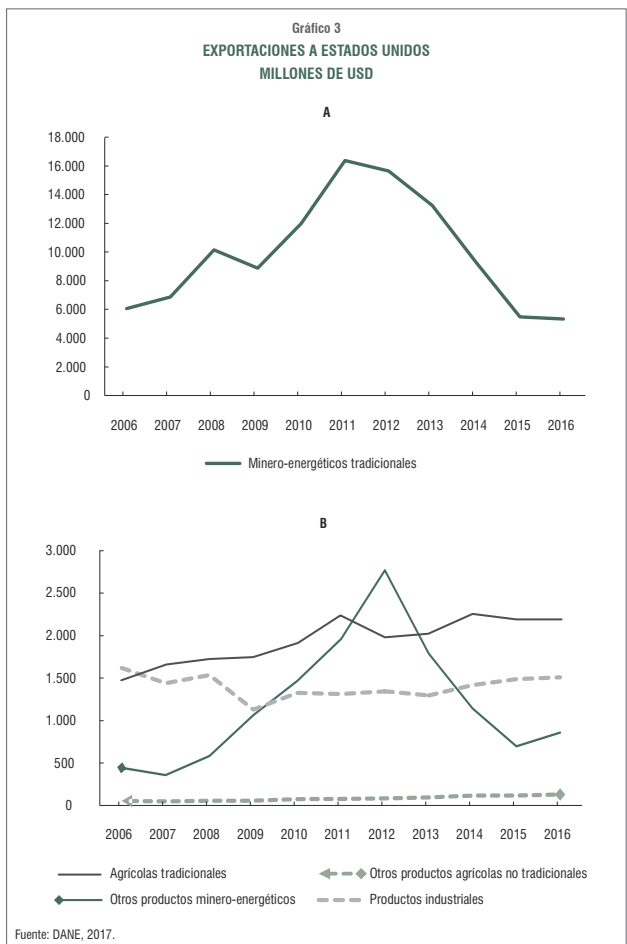 Gráfico 3
EXPORTACIONES A ESTADOS UNIDOS
MILLONES DE USD
A
18.000
16.000
14.000
12.000
10.000
8.000
6.000
4.000
2.000
0
2006 2007 2008 2009 2010 2011 2012 2013 2014 2015 2016
Minero-energéticos tradicionales
B
3.000
2.500
2.000
1.500
1.000
500
0
2006 2007 2008 2009 2010 2011 2012 2013 2014 2015 2016
Agrícolas tradicionales Otros productos agrícolas no tradicionales
Otros productos minero-energéticos Productos industriales
Fuente: DANE, 2017.